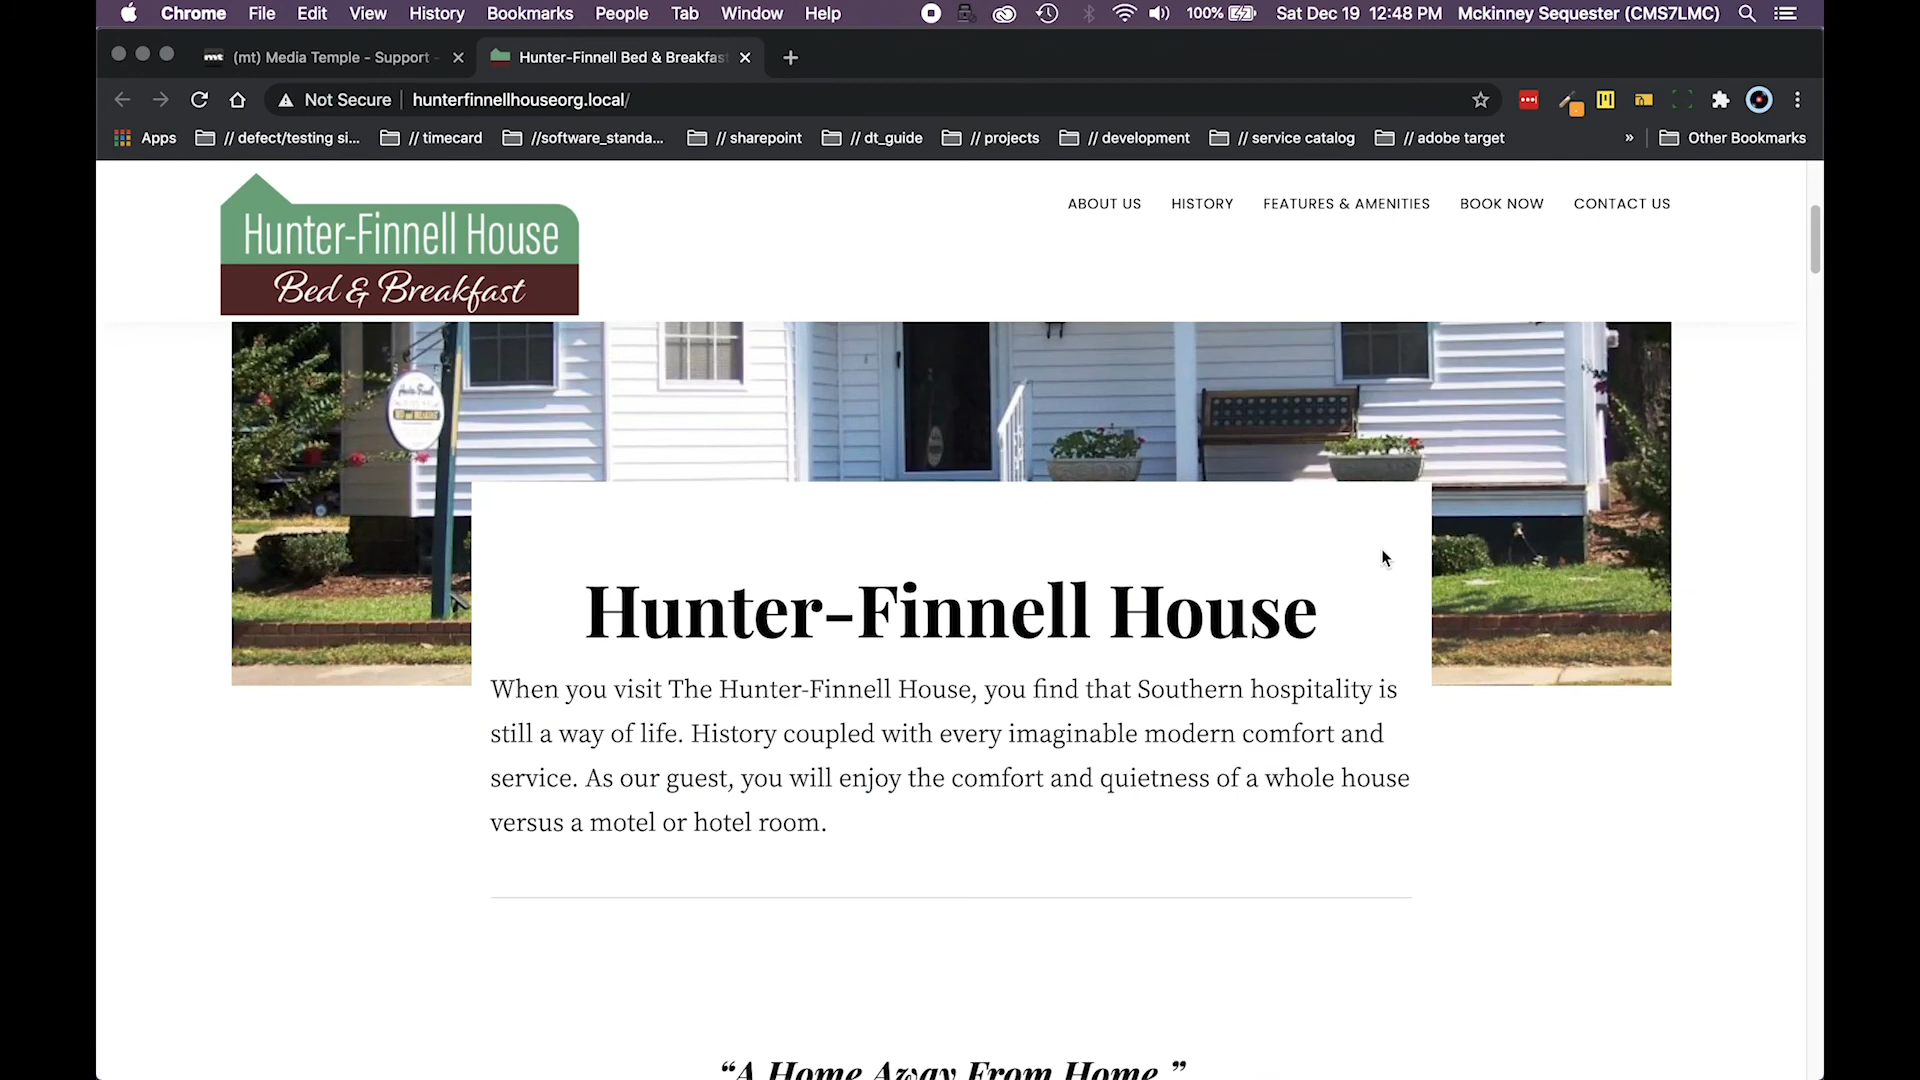 Chrome File Edit View History Bookmarks People Tab Window Help 100% Sat Dec 19 12:48 PM Mckinney Sequester (CMS7LMC)
mt (mt) Media Temple - Support - Hunter-Finnell Bed & Breakfas
Not Secure hunterfinnellhouseorg.local/
Apps // defect/testing si... // timecard //software_standa... // sharepoint // dt_guide // projects // development // service catalog // adobe target » Other Bookmarks
Hunter-Finnell House
Bed & Breakfast
ABOUT US HISTORY FEATURES & AMENITIES BOOK NOW CONTACT US
BED and BREAKFAST
Hunter-Finnell House
When you visit The Hunter-Finnell House, you find that Southern hospitality is
still a way of life. History coupled with every imaginable modern comfort and
service. As our guest, you will enjoy the comfort and quietness of a whole house
versus a motel or hotel room.
“A Home Away From Home.”